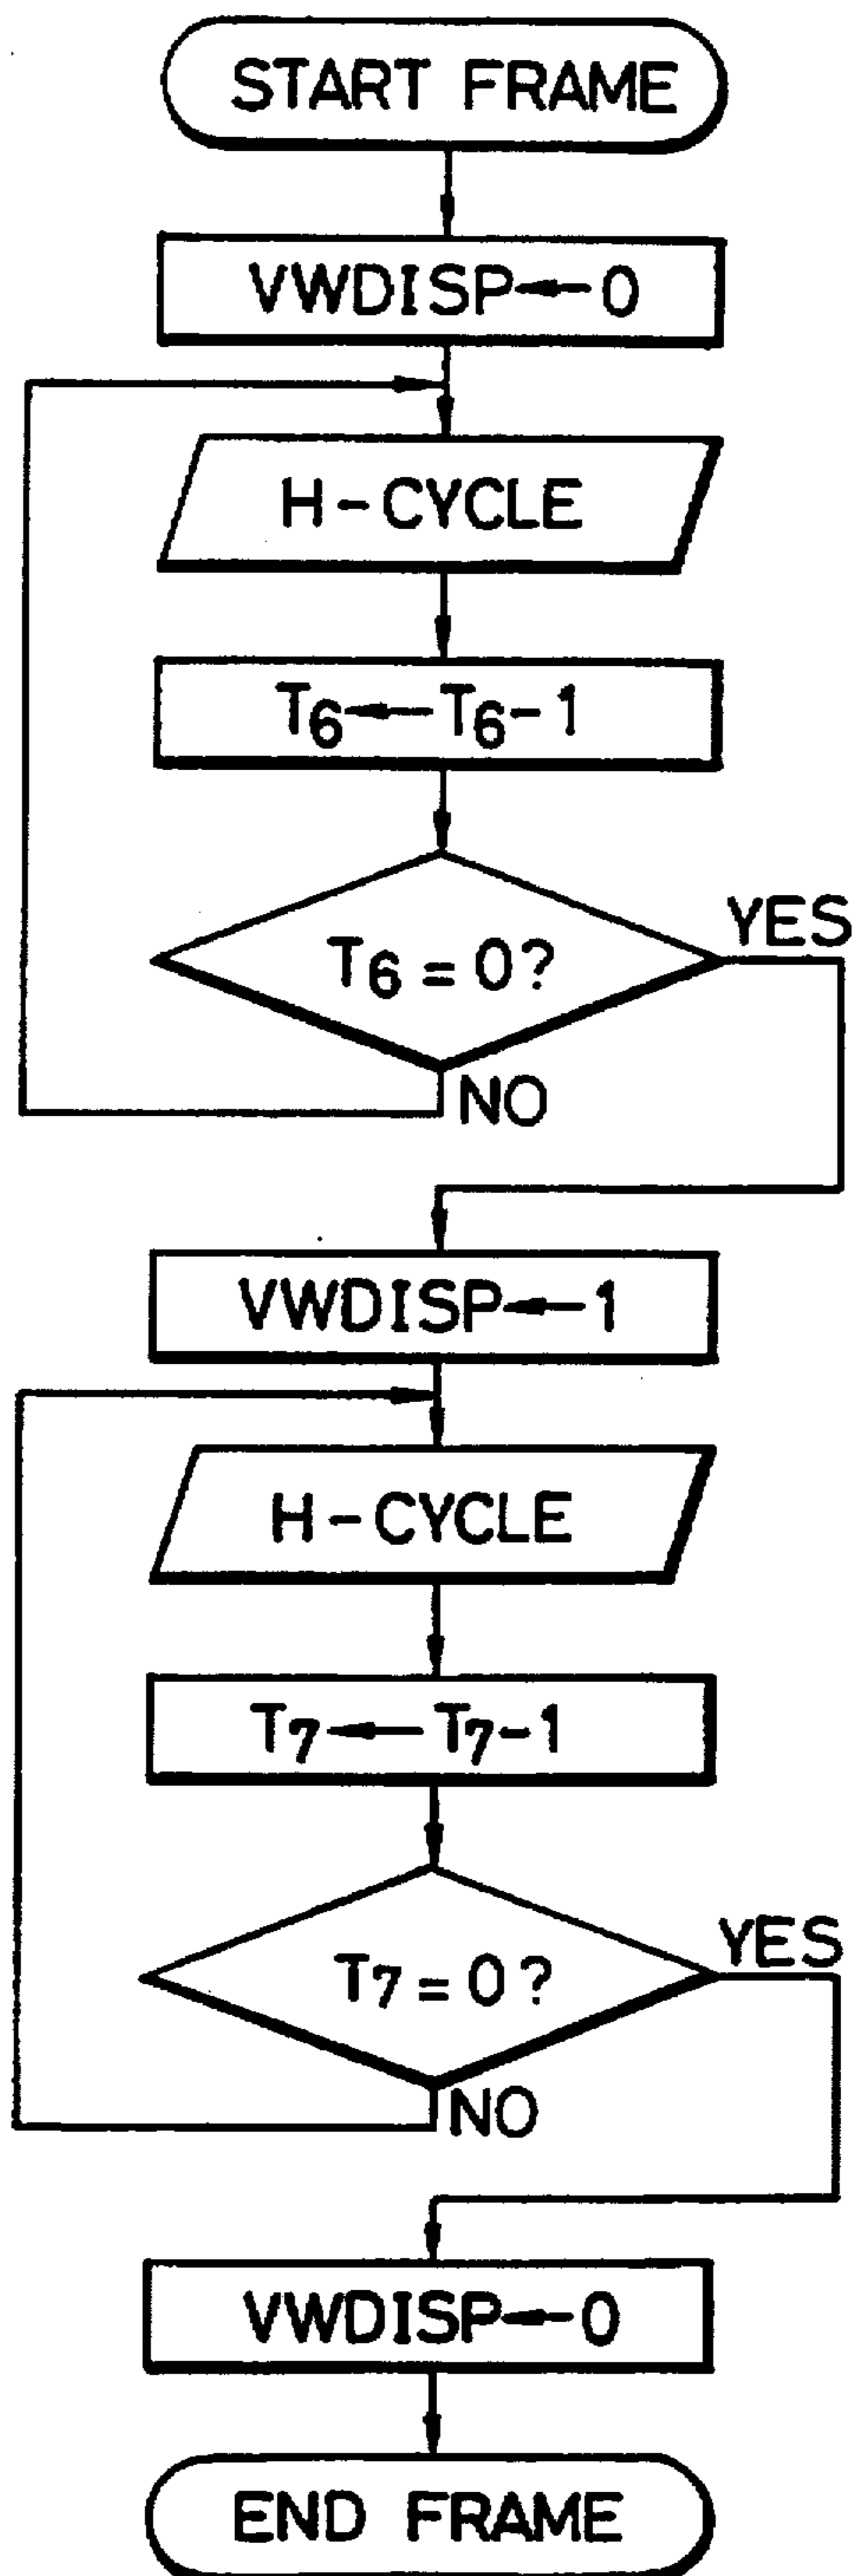 START FRAME
VWDISP←0
H-CYCLE
T₆←T₆-1
T₆=0?
YES
NO
VWDISP←1
H-CYCLE
T₇←T₇-1
T₇=0?
YES
NO
VWDISP←0
END FRAME